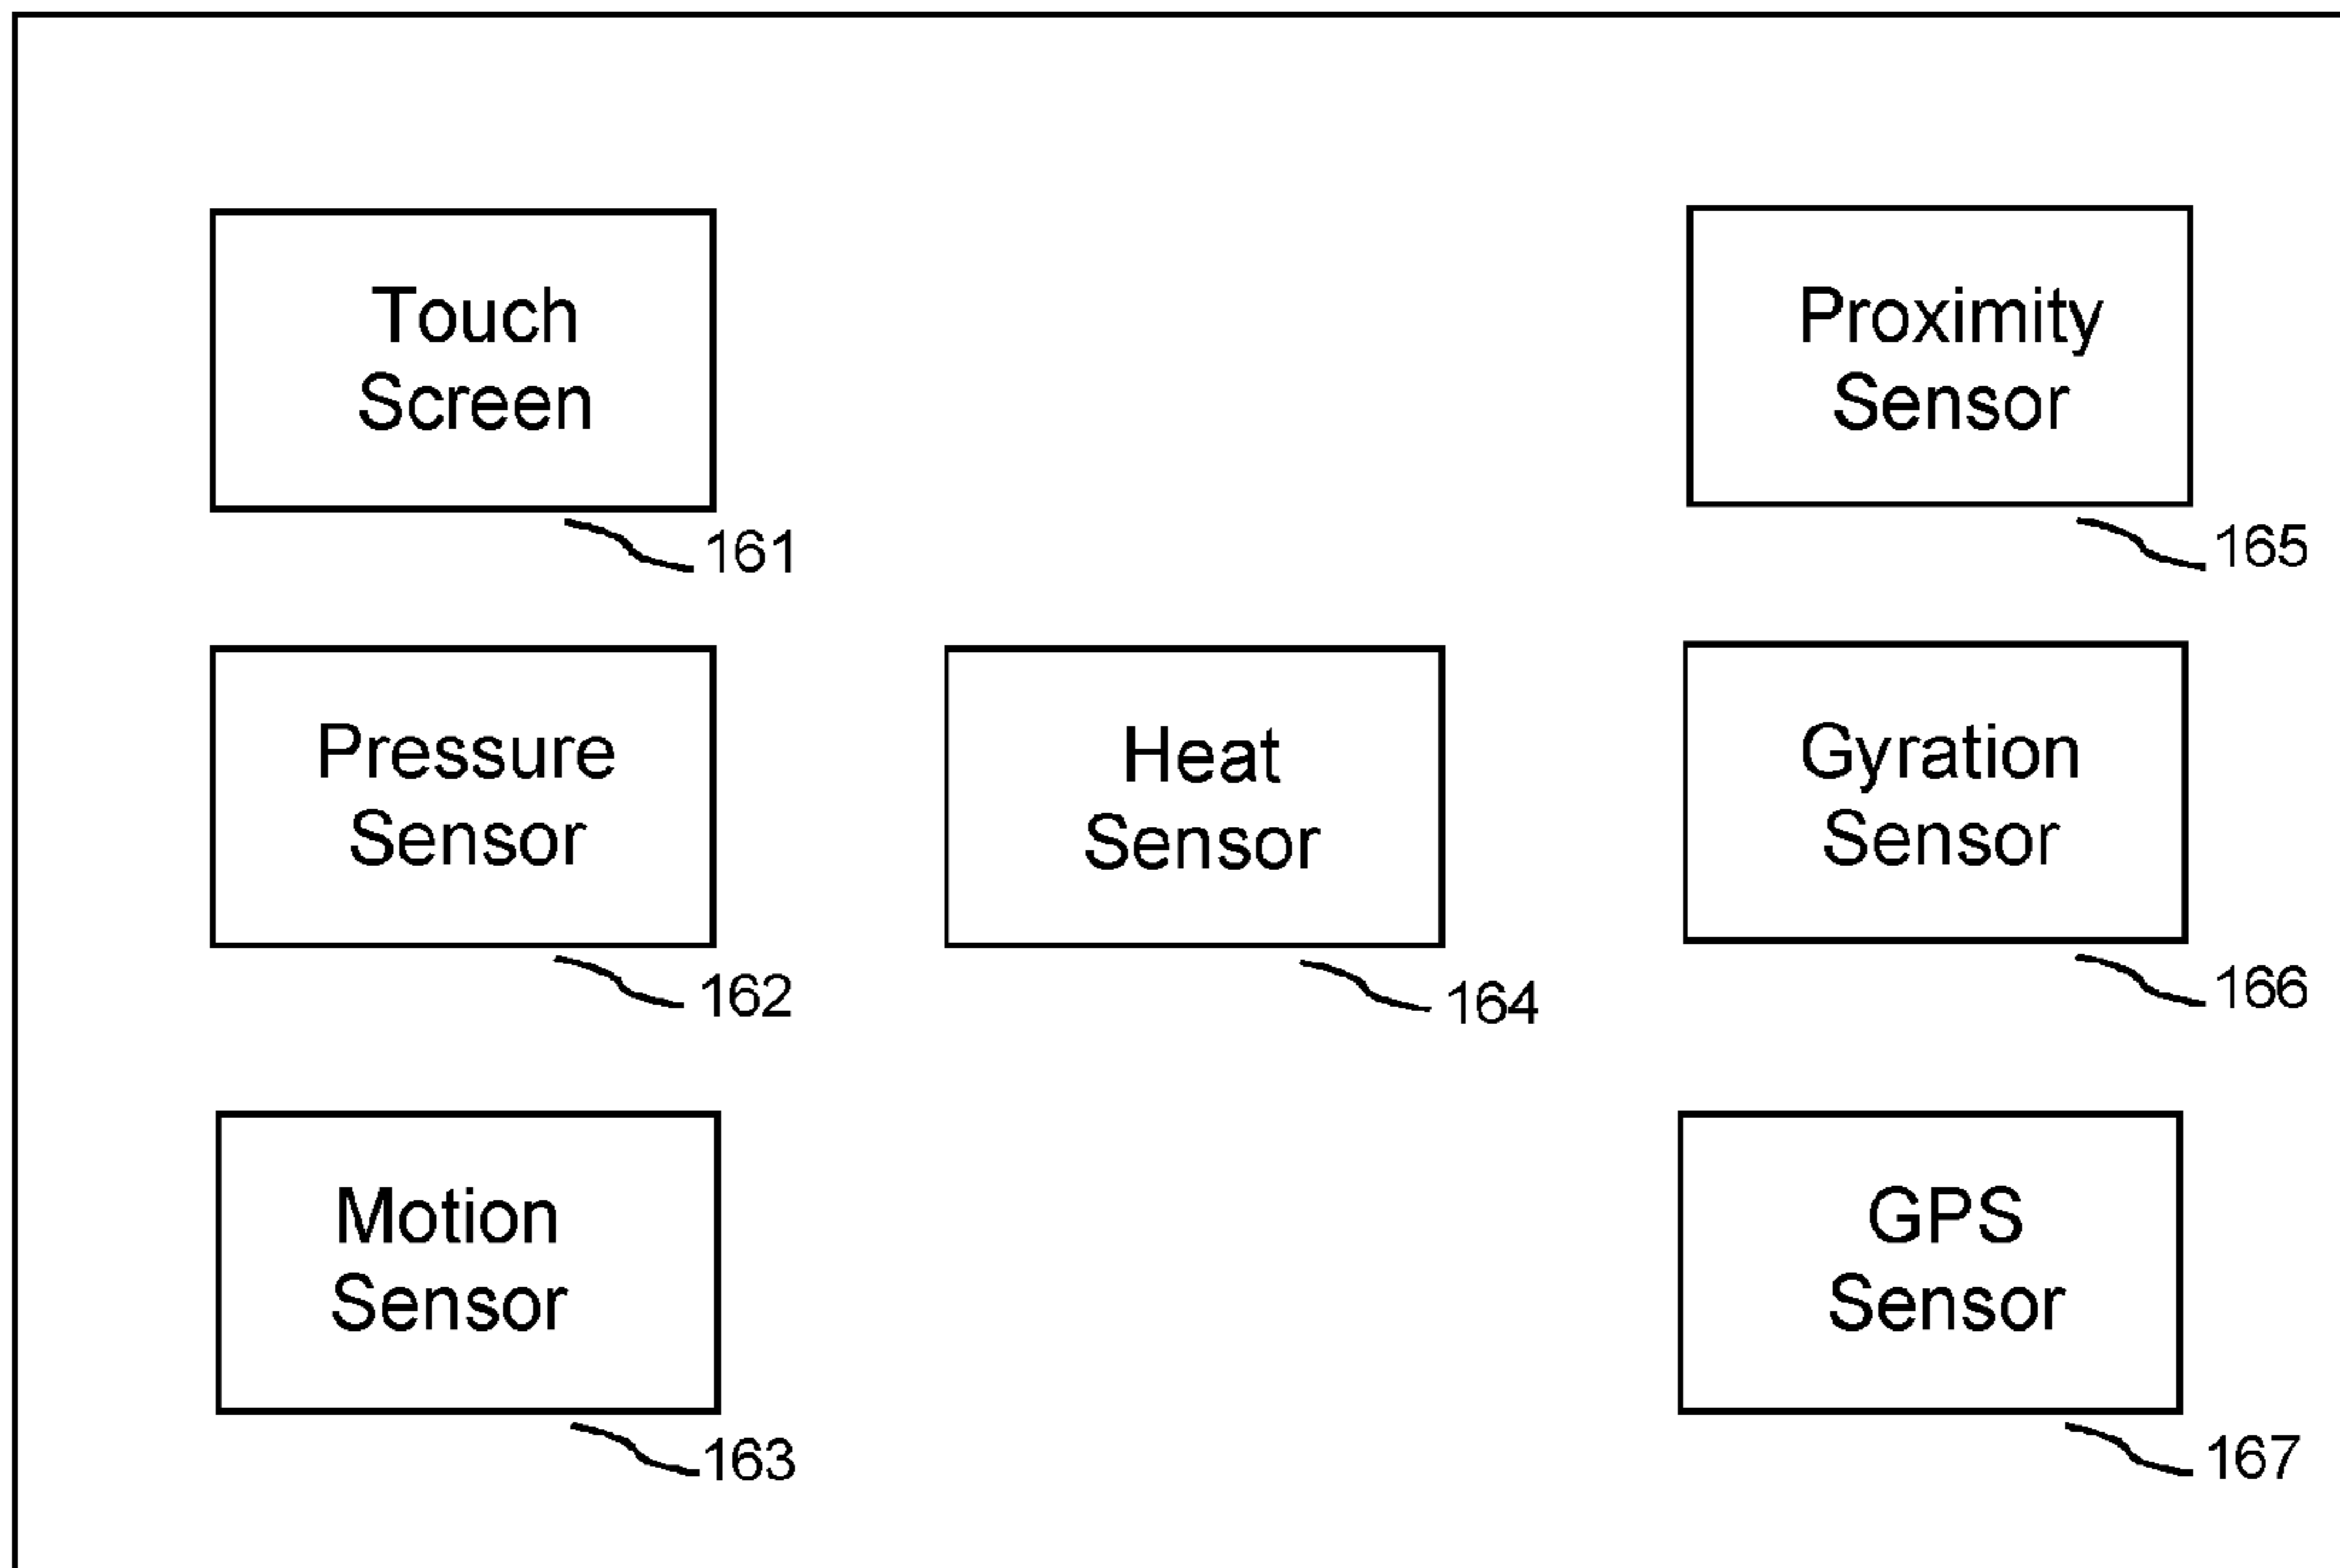 Touch
Screen
161
Proximity
Sensor
165
Pressure
Sensor
162
Heat
Sensor
164
Gyration
Sensor
166
Motion
Sensor
163
GPS
Sensor
167